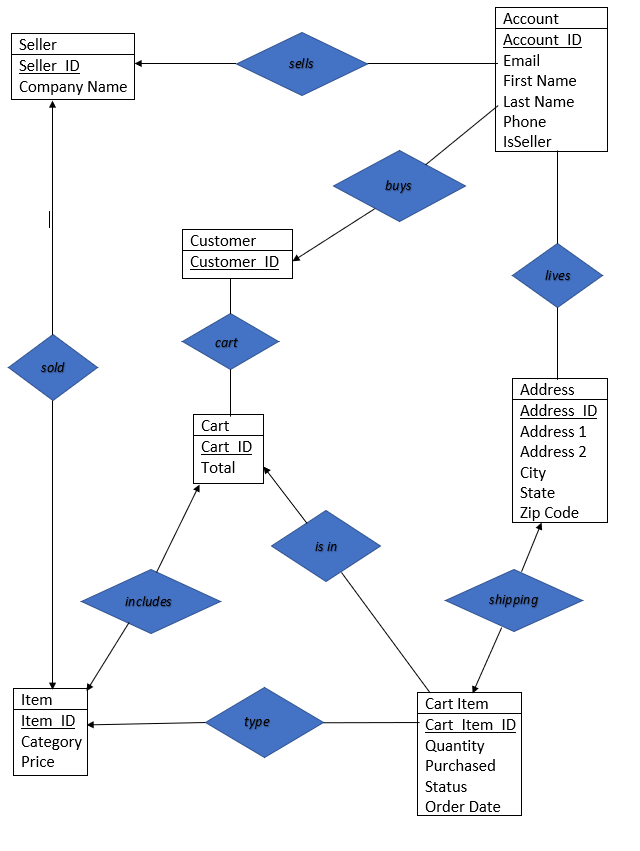 Account
Account_ID
Email
First Name
Last Name
Phone
IsSeller
Seller
Seller_ID
Company Name
sells
buys
Customer
Customer_ID
lives
cart
sold
Address
Address_ID
Address 1
Address 2
City
State
Zip Code
Cart
Cart_ID
Total
is in
includes
shipping
Item
Item_ID
Category
Price
type
Cart Item
Cart_Item_ID
Quantity
Purchased
Status
Order Date